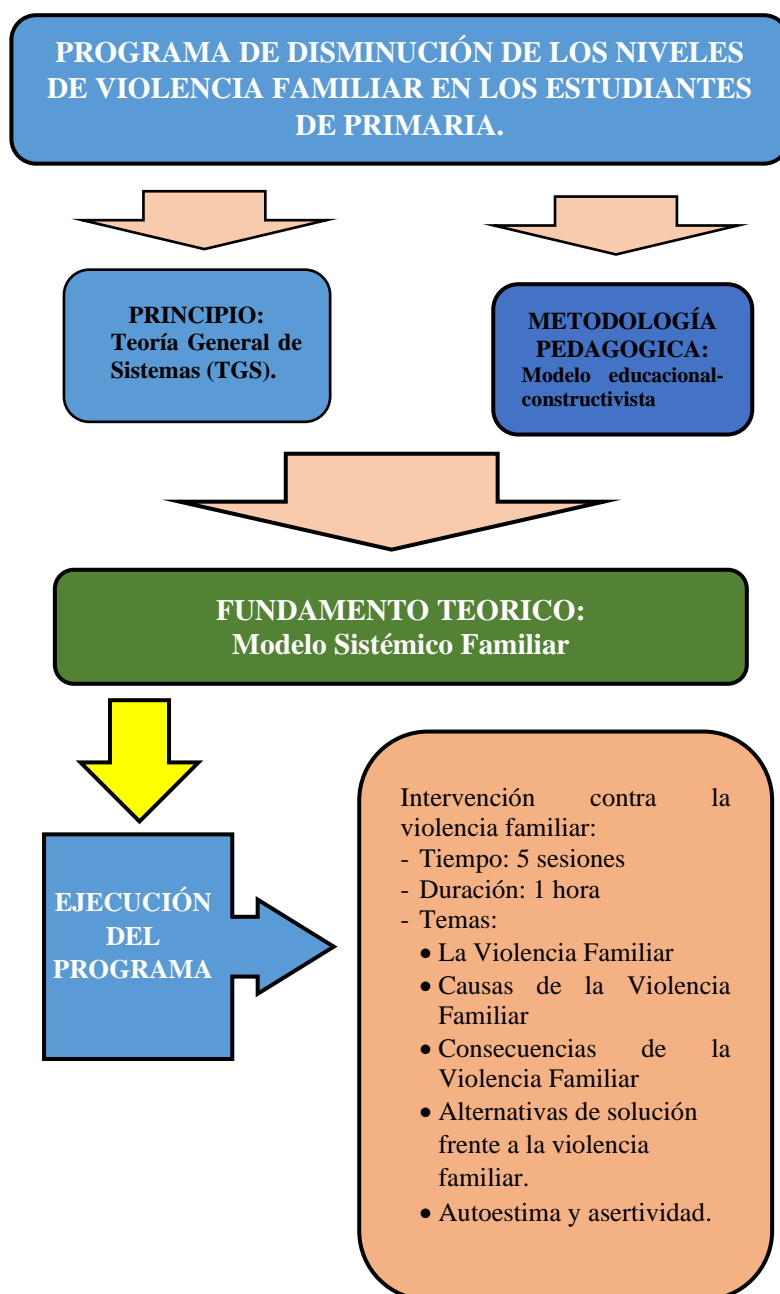 PROGRAMA DE DISMINUCIÓN DE LOS NIVELES
DE VIOLENCIA FAMILIAR EN LOS ESTUDIANTES
DE PRIMARIA.
PRINCIPIO:
Teoría General de
Sistemas (TGS).
METODOLOGÍA
PEDAGOGICA:
Modelo educacional-
constructivista
FUNDAMENTO TEORICO:
Modelo Sistémico Familiar
EJECUCIÓN
DEL
PROGRAMA
Intervención contra la
violencia familiar:
- Tiempo: 5 sesiones
- Duración: 1 hora
- Temas:
• La Violencia Familiar
• Causas de la Violencia
Familiar
• Consecuencias de la
Violencia Familiar
• Alternativas de solución
frente a la violencia
familiar.
• Autoestima y asertividad.